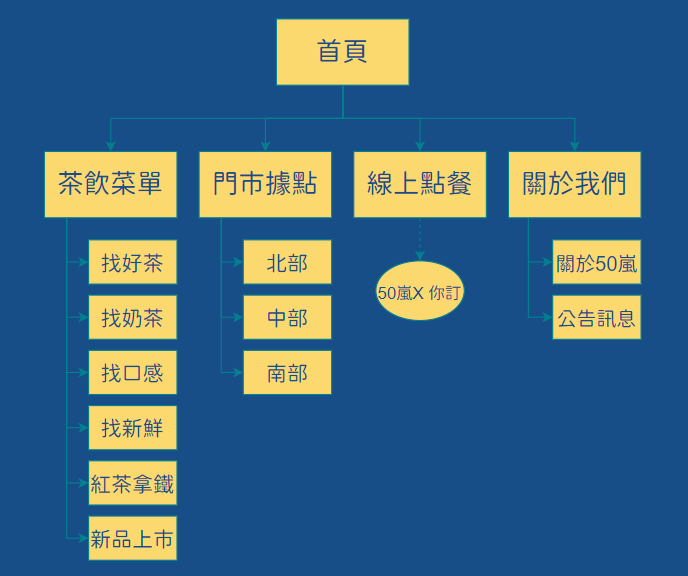 首頁
茶飲菜單
門市據點
線上點餐
關於我們
找好茶
找奶茶
找口感
找新鮮
紅茶拿鐵
新品上市
北部
中部
南部
50嵐X 你訂
關於50嵐
公告訊息